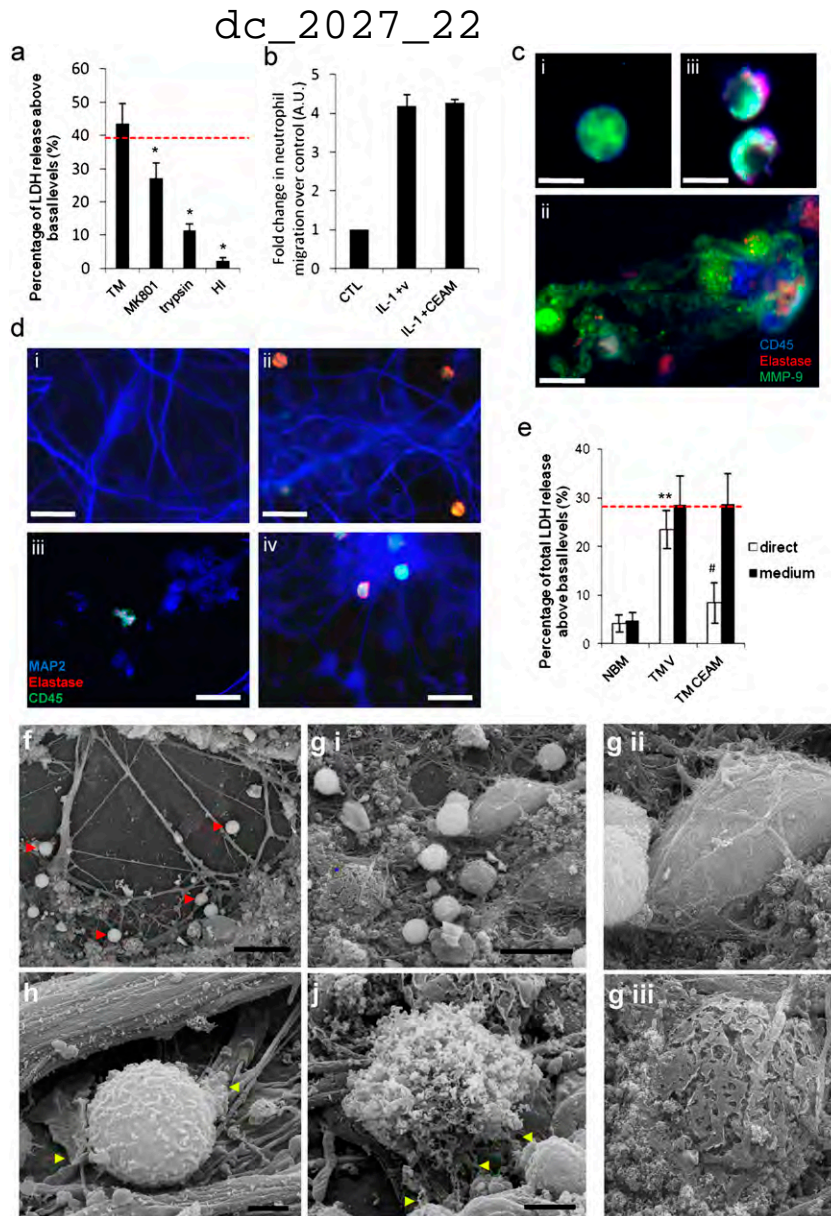 dc_2027_22
a
Percentage of LDH release above
basal levels (%)
60
50
40
30
20
10
0
*
*
*
TM
MK801
trypsin
HI
b
Fold change in neutrophil
migration over control (A.U.)
5
4
3
2
1
0
CTL
IL-1 +v
IL-1 +CEAM
c
i
iii
ii
CD45
Elastase
MMP-9
d
i
ii
iii
iv
MAP2
Elastase
CD45
e
Percentage of total LDH release
above basal levels (%)
40
30
20
10
0
**
#
direct
medium
NBM
TM V
TM CEAM
f
g i
g ii
h
j
g iii